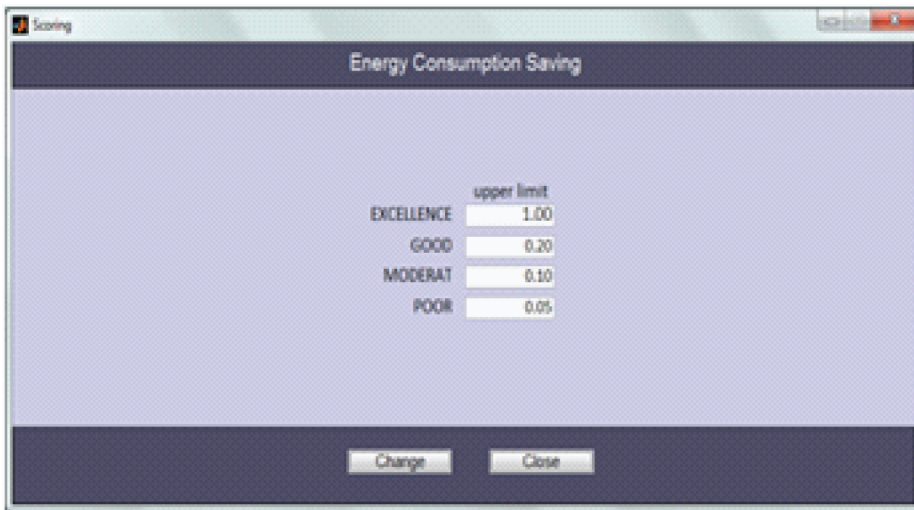 Scoring
Energy Consumption Saving
upper limit
EXCELLENCE 1.00
GOOD 0.20
MODERAT 0.10
POOR 0.05
Change Close